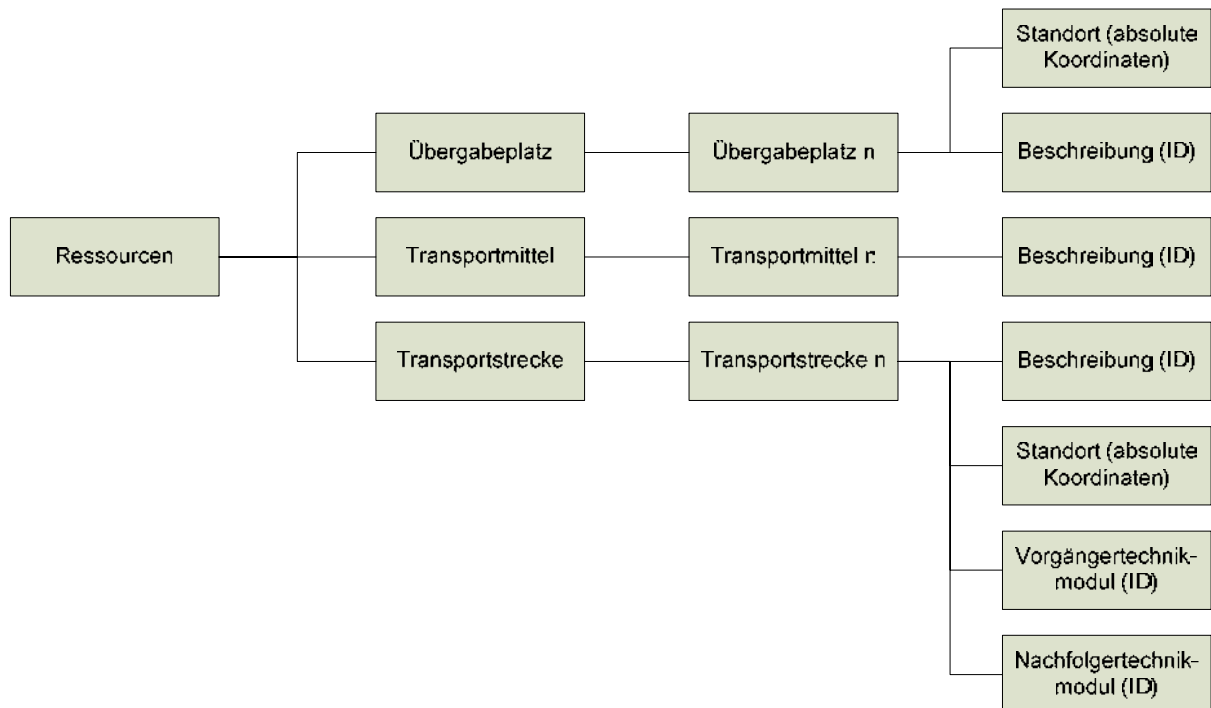 Standort (absolute
Koordinaten)
Übergabeplatz
Übergabeplatz n
Beschreibung (ID)
Ressourcen
Transportmittel
Transportmittel n
Beschreibung (ID)
Transportstrecke
Transportstrecke n
Beschreibung (ID)
Standort (absolute
Koordinaten)
Vorgängertechnik-
modul (ID)
Nachfolgertechnik-
modul (ID)